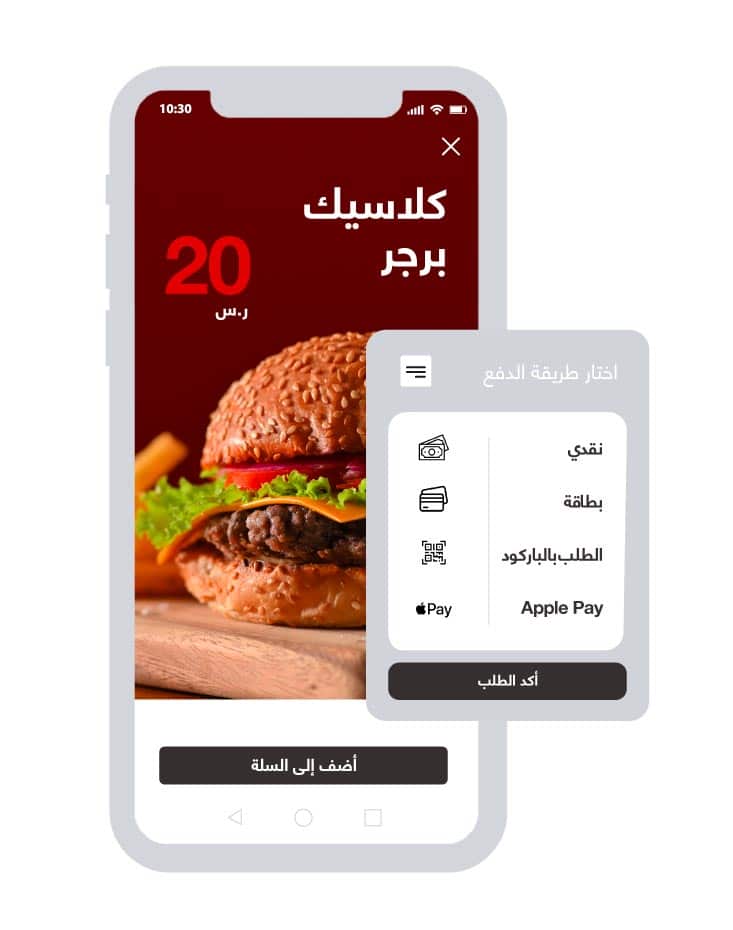 10:30
كلاسيك
برجر
20
ر.س
اختار طريقة الدفع
نقدي
بطاقة
الطلب بالباركود
Apple Pay
Pay
أكد الطلب
أضف إلى السلة